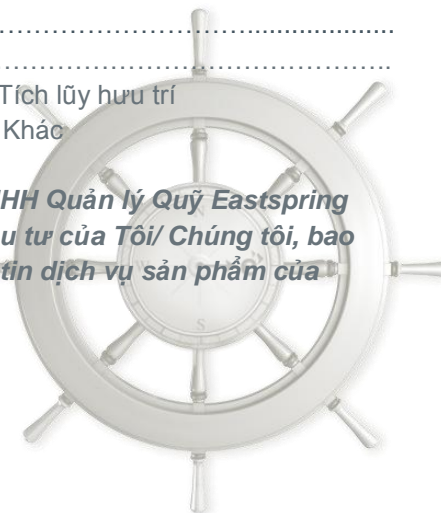 ………………………………………...................
………………………………………………….
Tích lũy hưu trí
Khác
HH Quản lý Quỹ Eastspring
u tư của Tôi/ Chúng tôi, bao
tin dịch vụ sản phẩm của
N
W
S